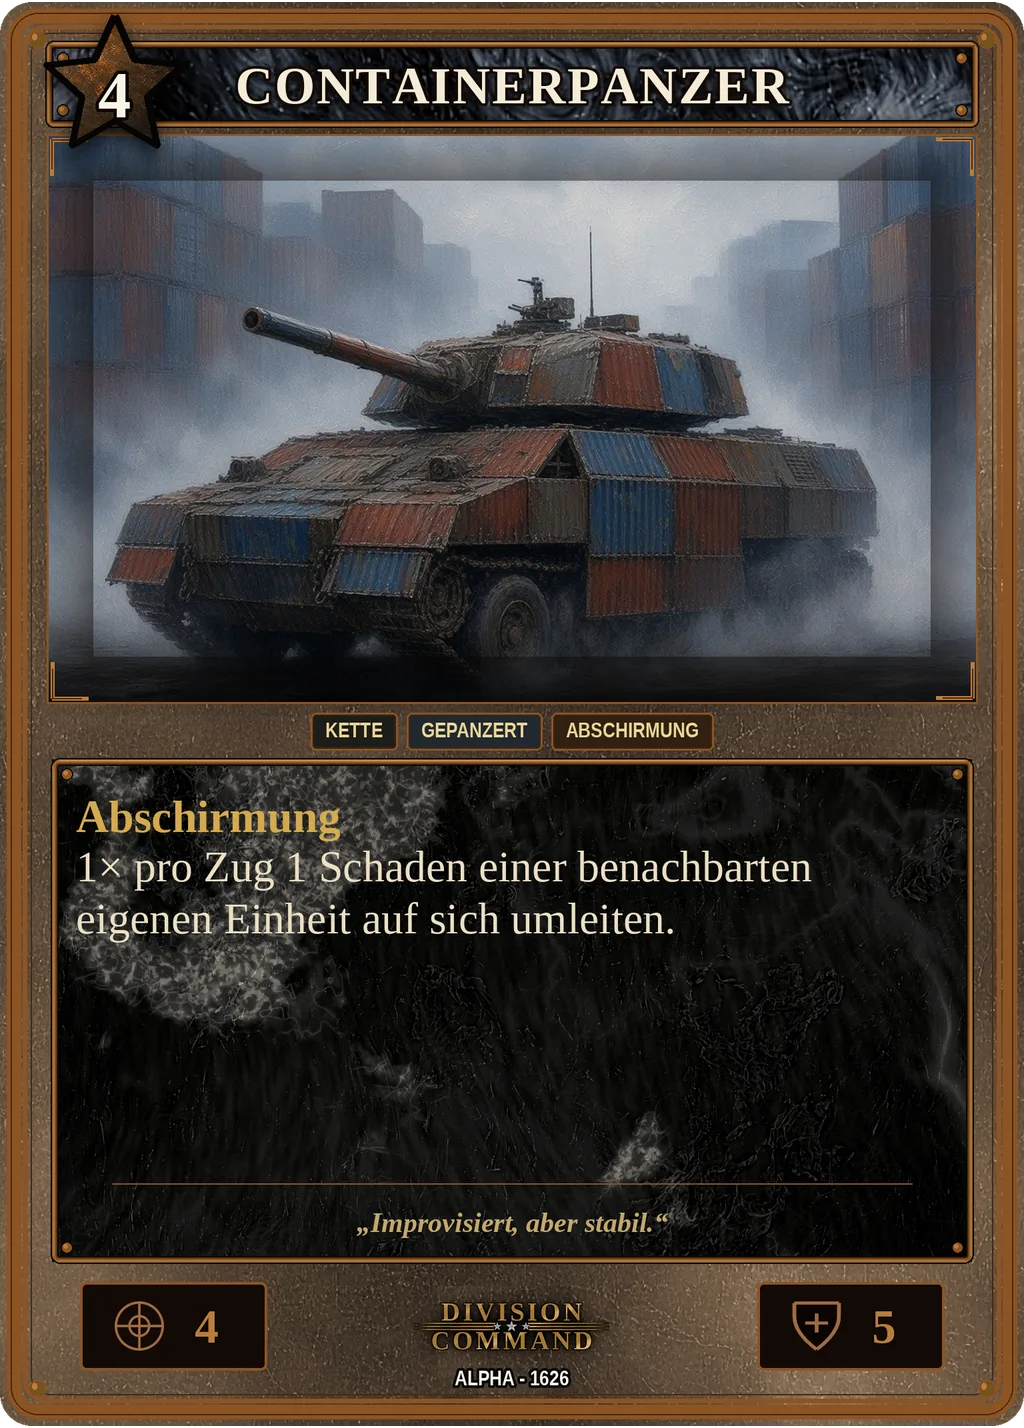 4
CONTAINERPANZER
KETTE
GEPANZERT
ABSCHIRMUNG
Abschirmung
1× pro Zug 1 Schaden einer benachbarten
eigenen Einheit auf sich umleiten.
„Improvisiert, aber stabil.“
4
DIVISION
COMMAND
ALPHA - 1626
5